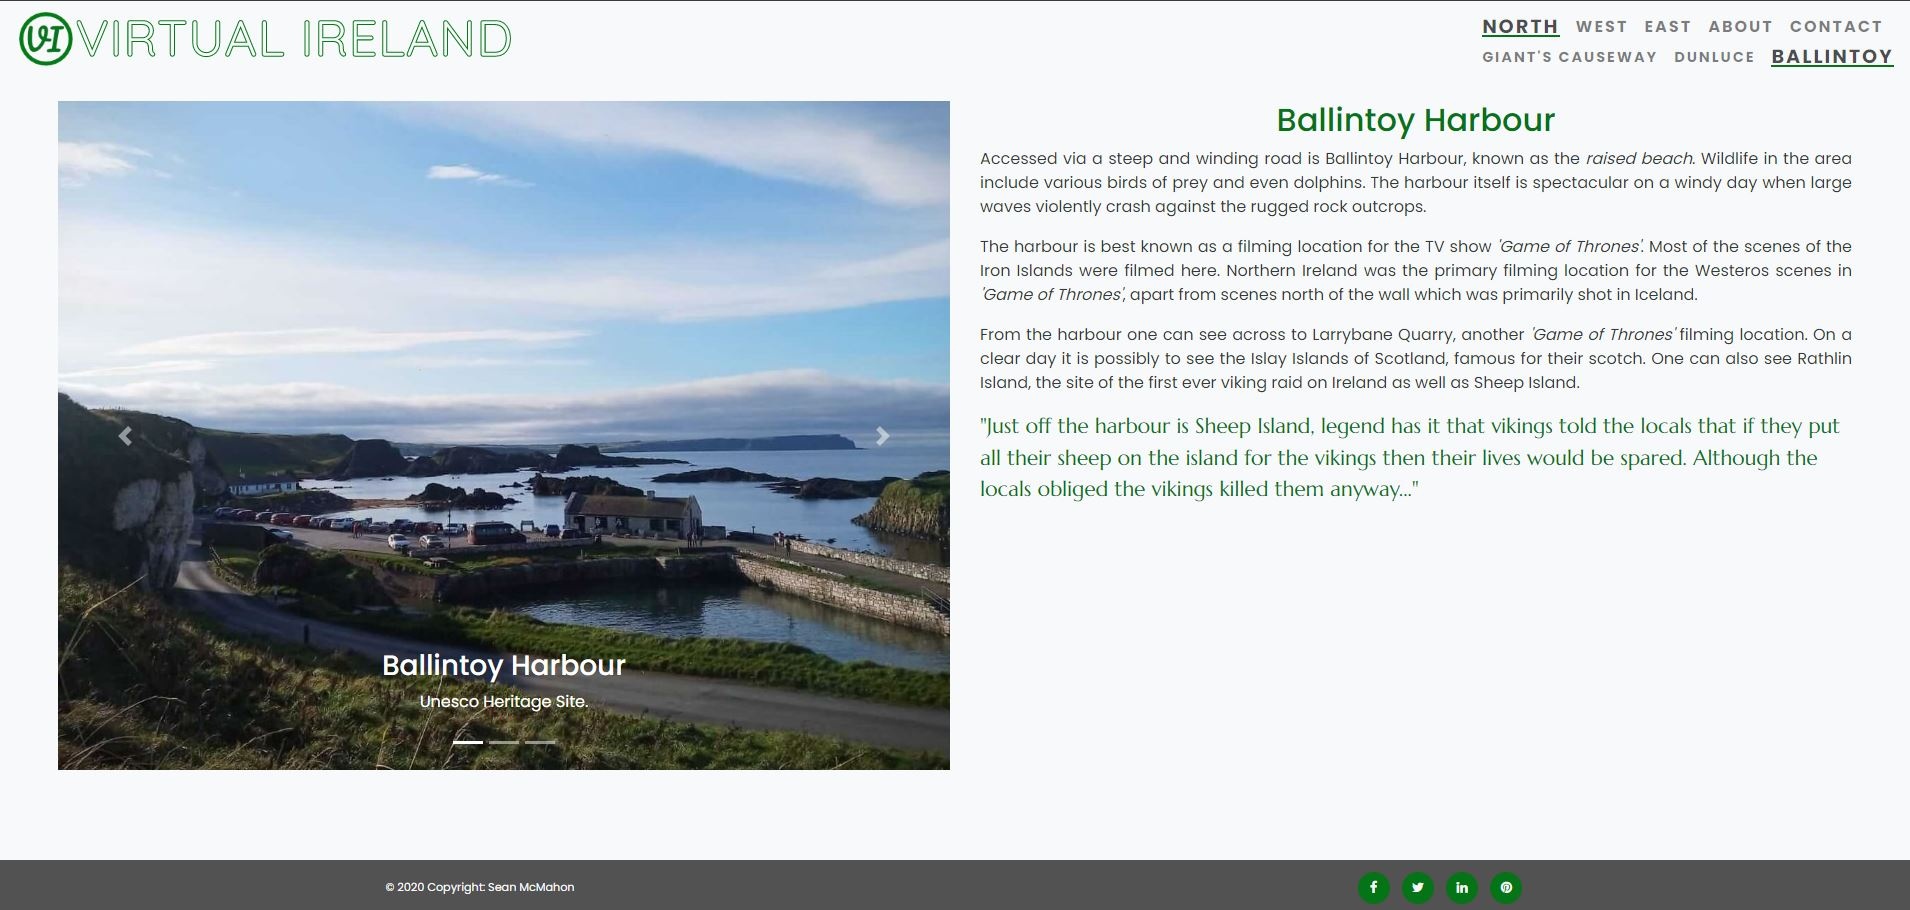 VI VIRTUAL IRELAND
NORTH WEST EAST ABOUT CONTACT
GIANT'S CAUSEWAY DUNLUCE BALLINTOY
Ballintoy Harbour
Accessed via a steep and winding road is Ballintoy Harbour, known as the raised beach. Wildlife in the area
include various birds of prey and even dolphins. The harbour itself is spectacular on a windy day when large
waves violently crash against the rugged rock outcrops.
The harbour is best known as a filming location for the TV show 'Game of Thrones'. Most of the scenes of the
Iron Islands were filmed here. Northern Ireland was the primary filming location for the Westeros scenes in
'Game of Thrones', apart from scenes north of the wall which was primarily shot in Iceland.
From the harbour one can see across to Larrybane Quarry, another 'Game of Thrones' filming location. On a
clear day it is possibly to see the Islay Islands of Scotland, famous for their scotch. One can also see Rathlin
Island, the site of the first ever viking raid on Ireland as well as Sheep Island.
"Just off the harbour is Sheep Island, legend has it that vikings told the locals that if they put
all their sheep on the island for the vikings then their lives would be spared. Although the
locals obliged the vikings killed them anyway..."
Ballintoy Harbour
Unesco Heritage Site.
© 2020 Copyright: Sean McMahon